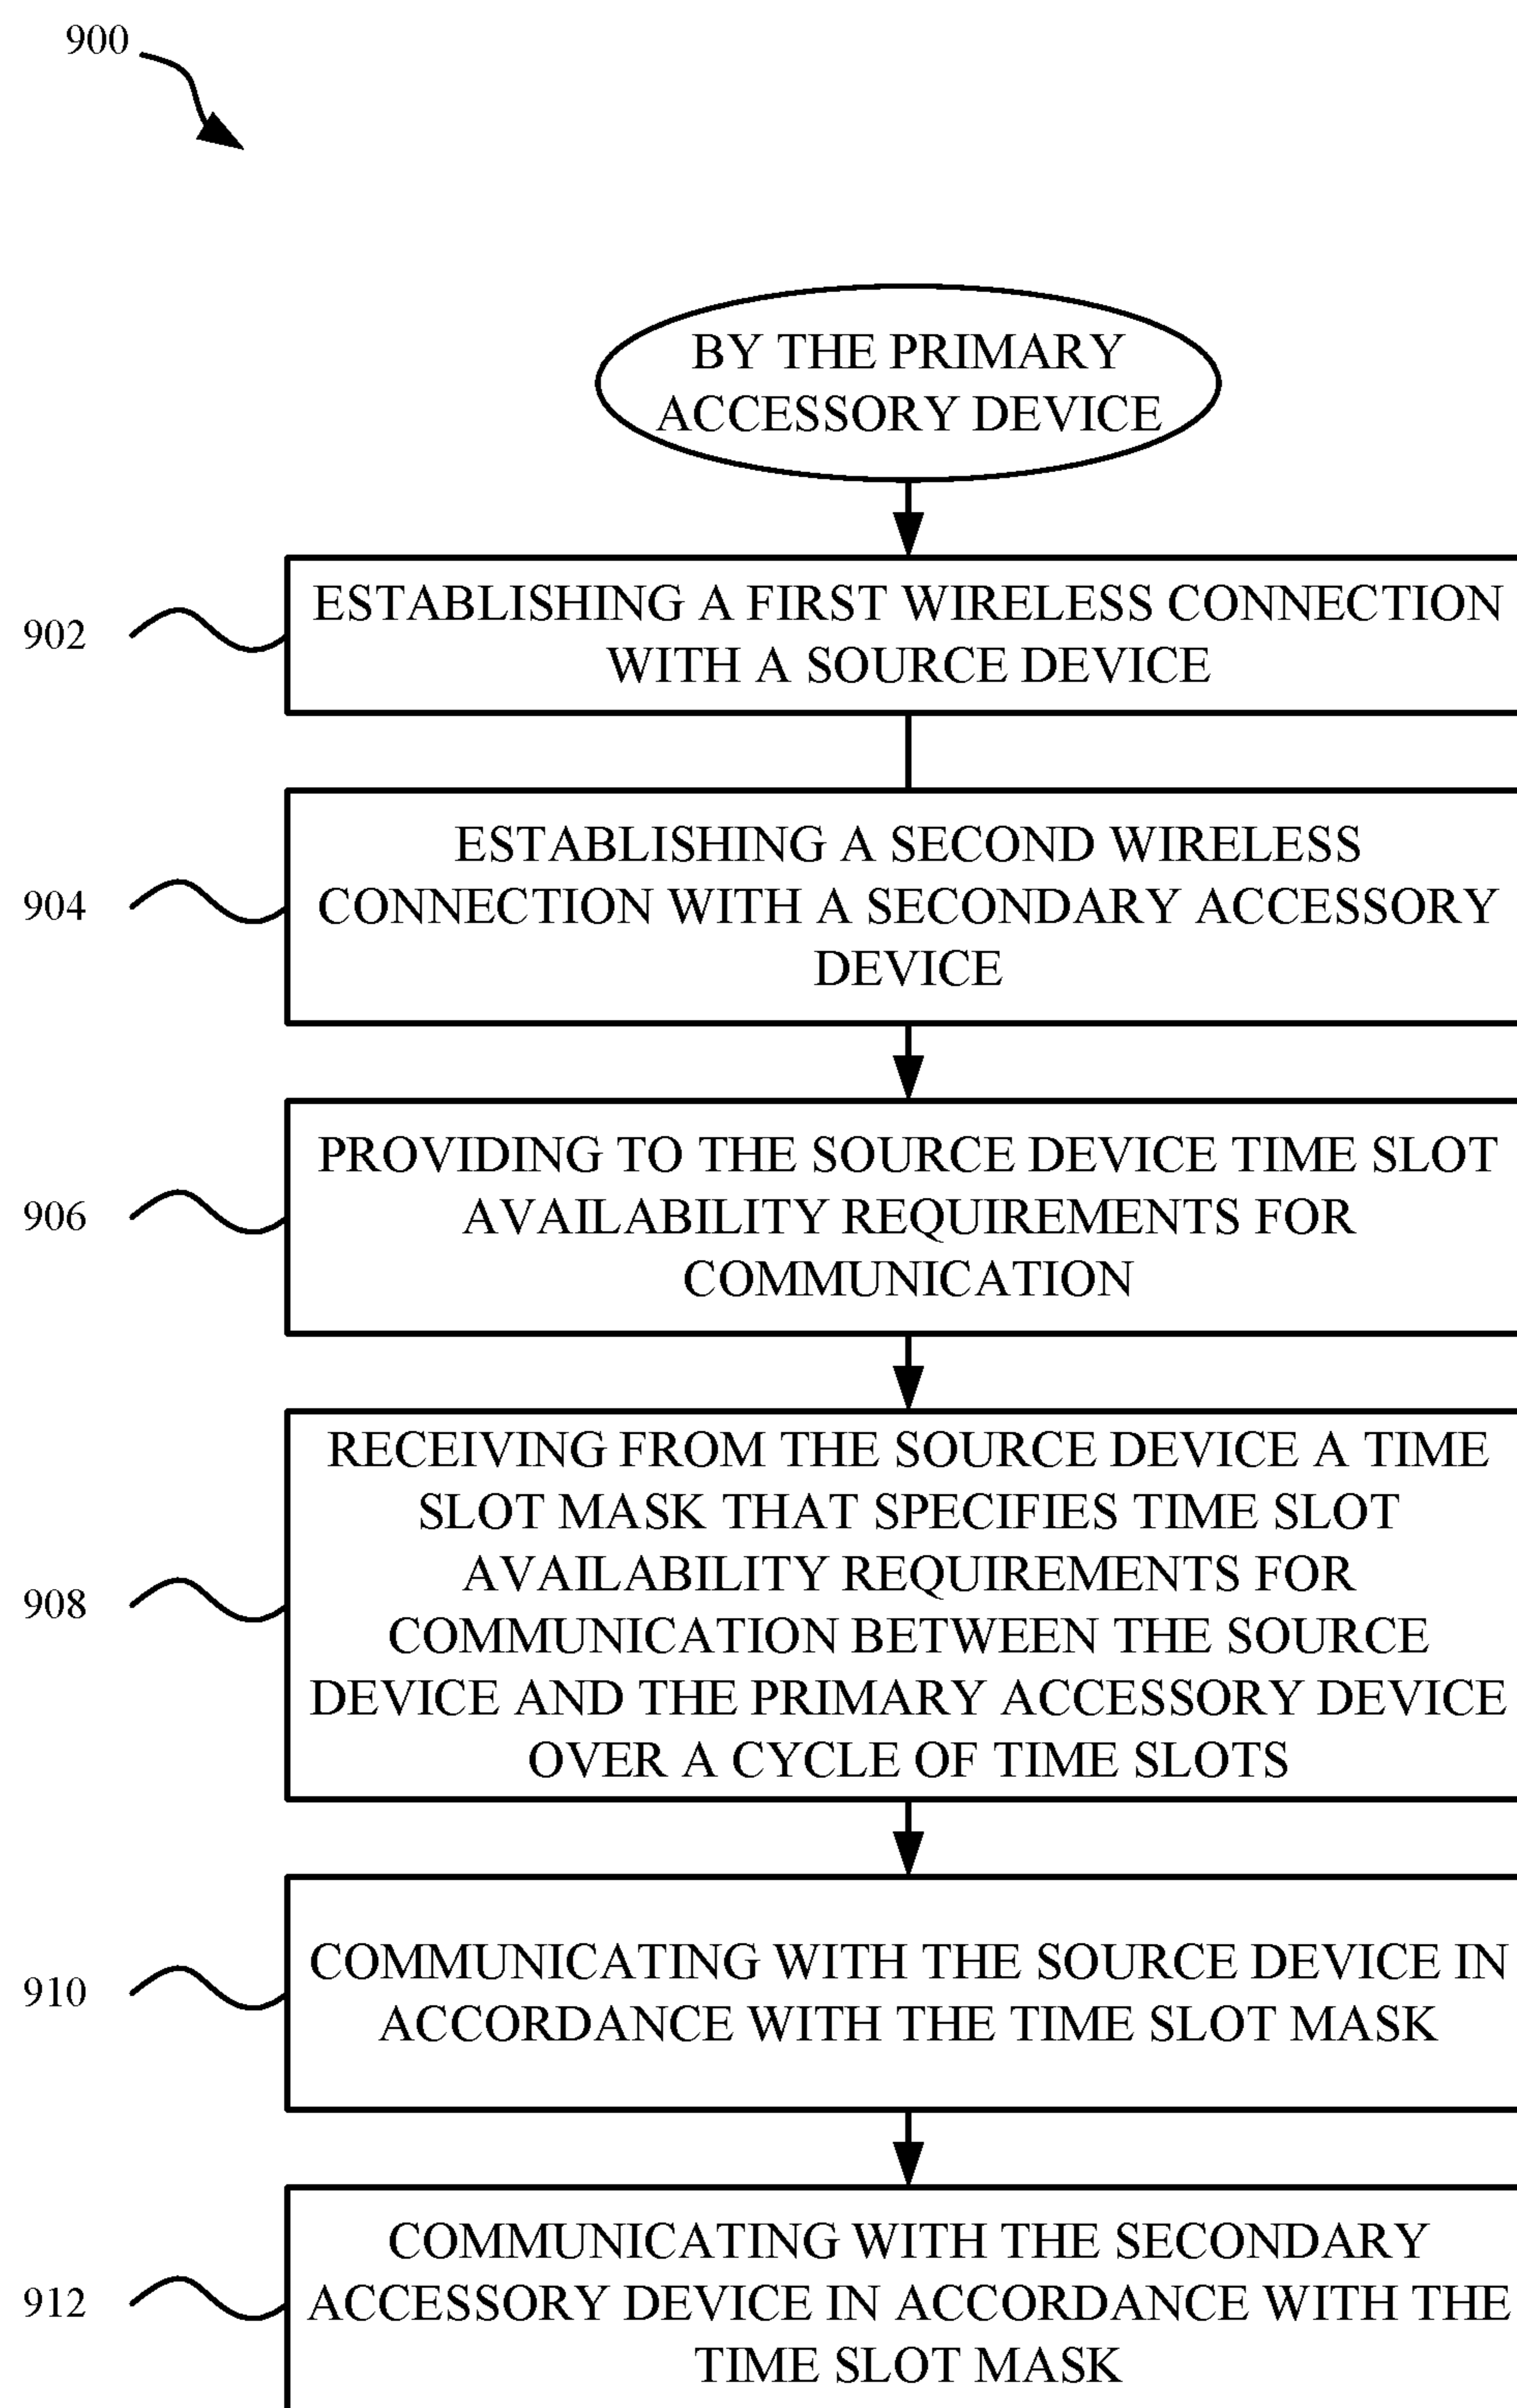 900
BY THE PRIMARY
ACCESSORY DEVICE
902
ESTABLISHING A FIRST WIRELESS CONNECTION
WITH A SOURCE DEVICE
904
ESTABLISHING A SECOND WIRELESS
CONNECTION WITH A SECONDARY ACCESSORY
DEVICE
906
PROVIDING TO THE SOURCE DEVICE TIME SLOT
AVAILABILITY REQUIREMENTS FOR
COMMUNICATION
908
RECEIVING FROM THE SOURCE DEVICE A TIME
SLOT MASK THAT SPECIFIES TIME SLOT
AVAILABILITY REQUIREMENTS FOR
COMMUNICATION BETWEEN THE SOURCE
DEVICE AND THE PRIMARY ACCESSORY DEVICE
OVER A CYCLE OF TIME SLOTS
910
COMMUNICATING WITH THE SOURCE DEVICE IN
ACCORDANCE WITH THE TIME SLOT MASK
912
COMMUNICATING WITH THE SECONDARY
ACCESSORY DEVICE IN ACCORDANCE WITH THE
TIME SLOT MASK